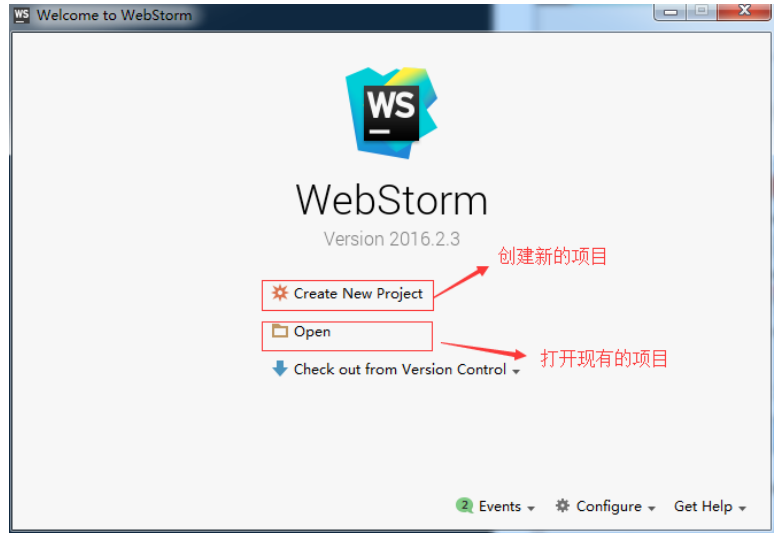 WS Welcome to WebStorm
WS
WebStorm
Version 2016.2.3
创建新的项目
Create New Project
Open
打开现有的项目
Check out from Version Control
2 Events Configure Get Help